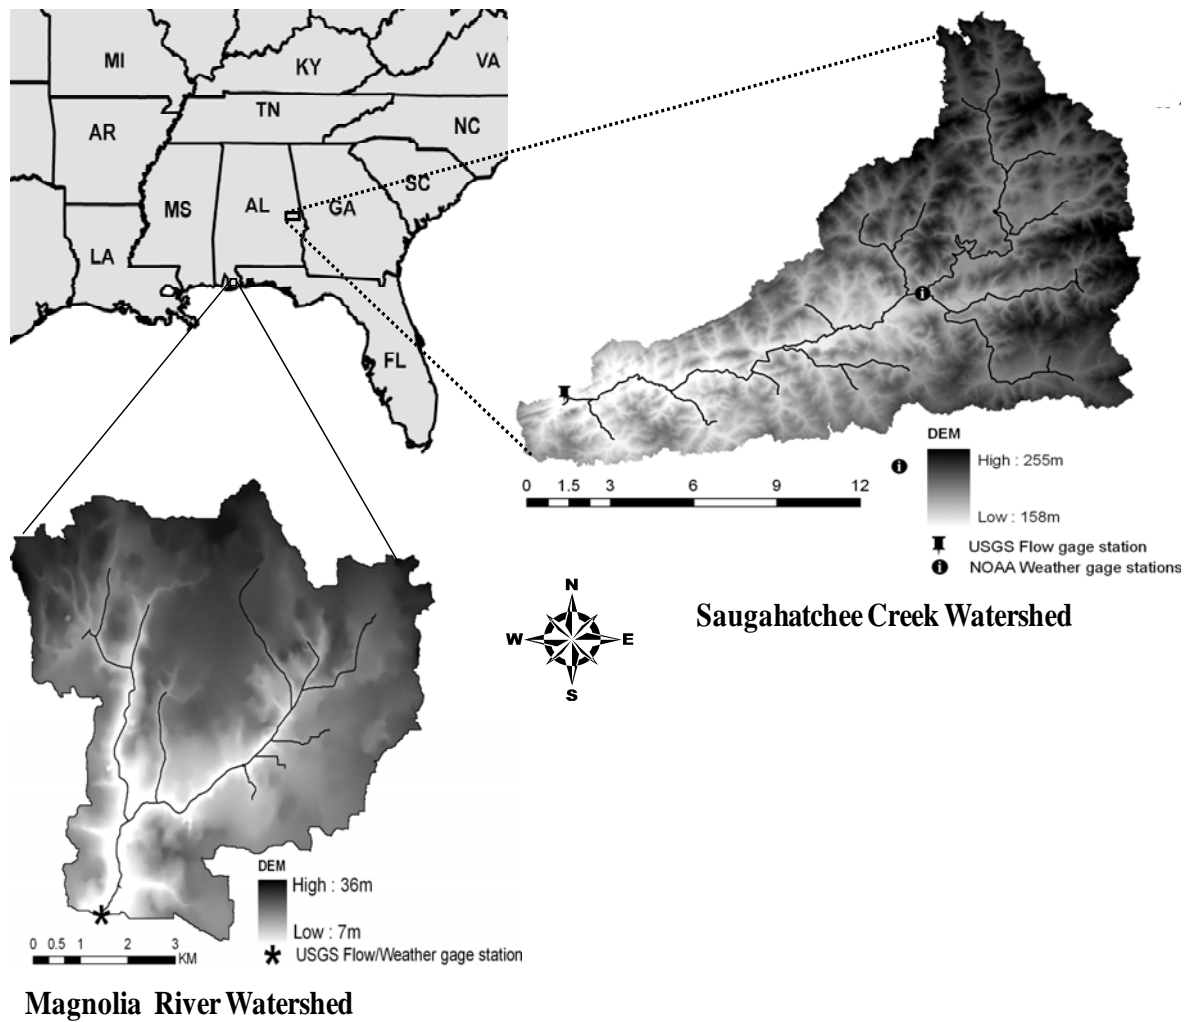 MI
KY
VA
TN
AR
NC
SC
MS
AL
GA
LA
FL
DEM
High : 255m
Low : 158m
0 1.5 3 6 9 12
USGS Flow gage station
NOAA Weather gage stations
Saugahatchee Creek Watershed
N
W E
S
DEM
High : 36m
Low : 7m
0 0.5 1 2 3
KM
USGS Flow/Weather gage station
Magnolia River Watershed